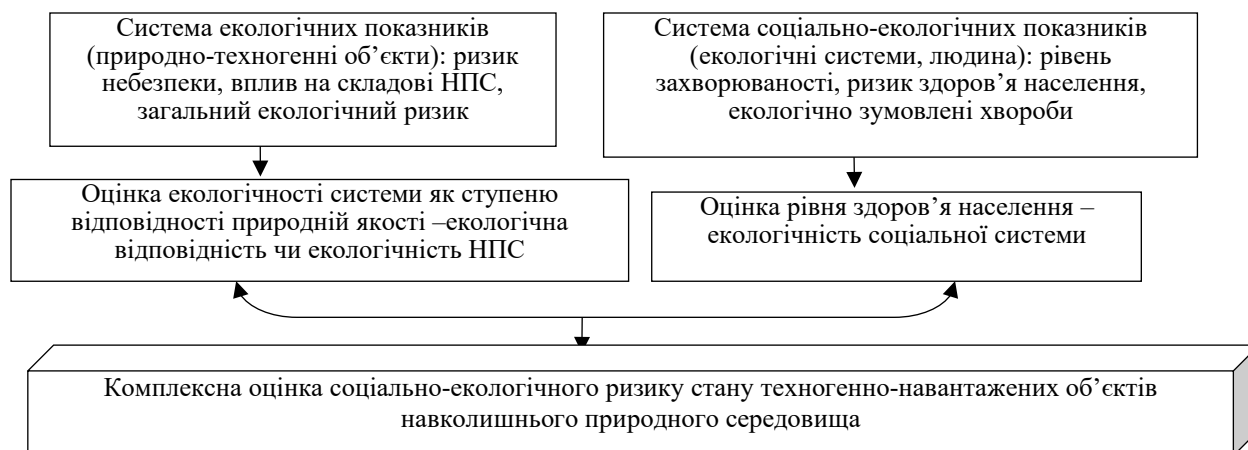 Система екологічних показників
(природно-техногенні об’єкти): ризик
небезпеки, вплив на складові НПС,
загальний екологічний ризик
Система соціально-екологічних показників
(екологічні системи, людина): рівень
захворюваності, ризик здоров’я населення,
екологічно зумовлені хвороби
Оцінка екологічності системи як ступеню
відповідності природній якості –екологічна
відповідність чи екологічність НПС
Оцінка рівня здоров’я населення –
екологічність соціальної системи
Комплексна оцінка соціально-екологічного ризику стану техногенно-навантажених об’єктів
навколишнього природного середовища